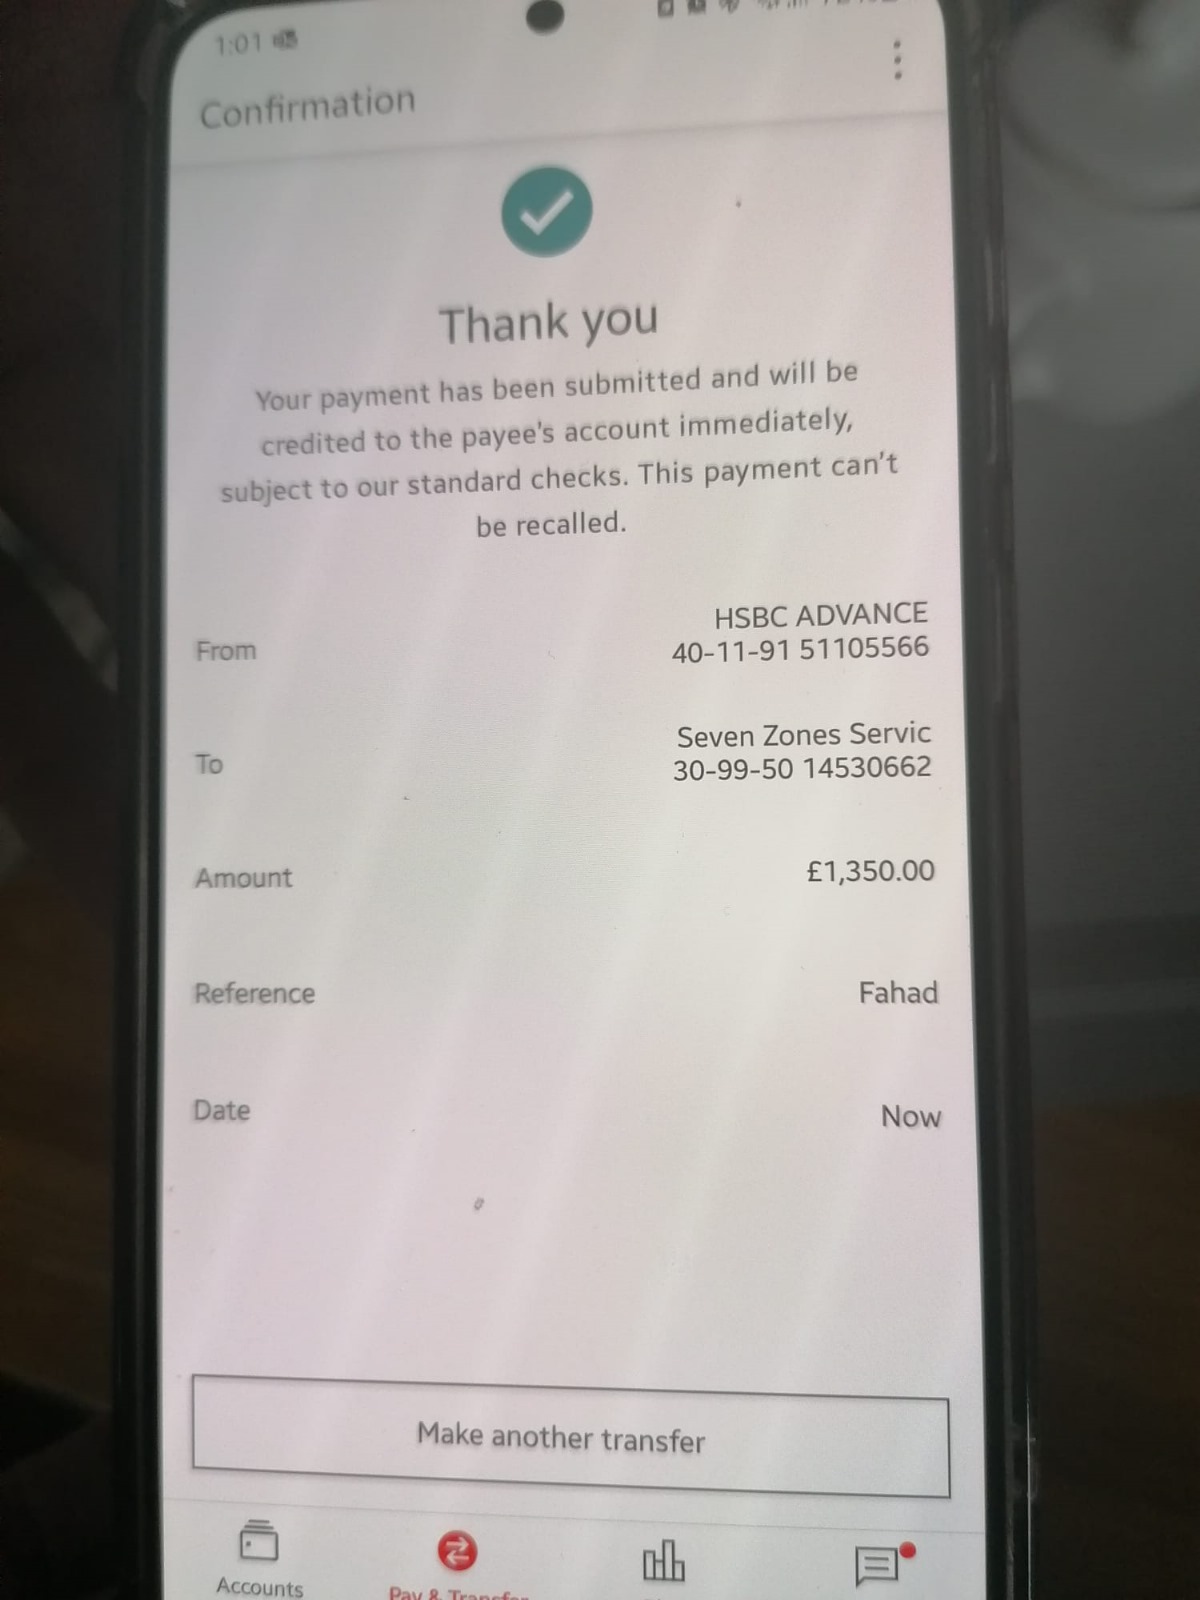 1:01
Confirmation
Thank you
Your payment has been submitted and will be
credited to the payee's account immediately,
subject to our standard checks. This payment can't
be recalled.
From
HSBC ADVANCE
40-11-91 51105566
To
Seven Zones Servic
30-99-50 14530662
Amount
£1,350.00
Reference
Fahad
Date
Now
Make another transfer
Accounts
Pay & Transfer